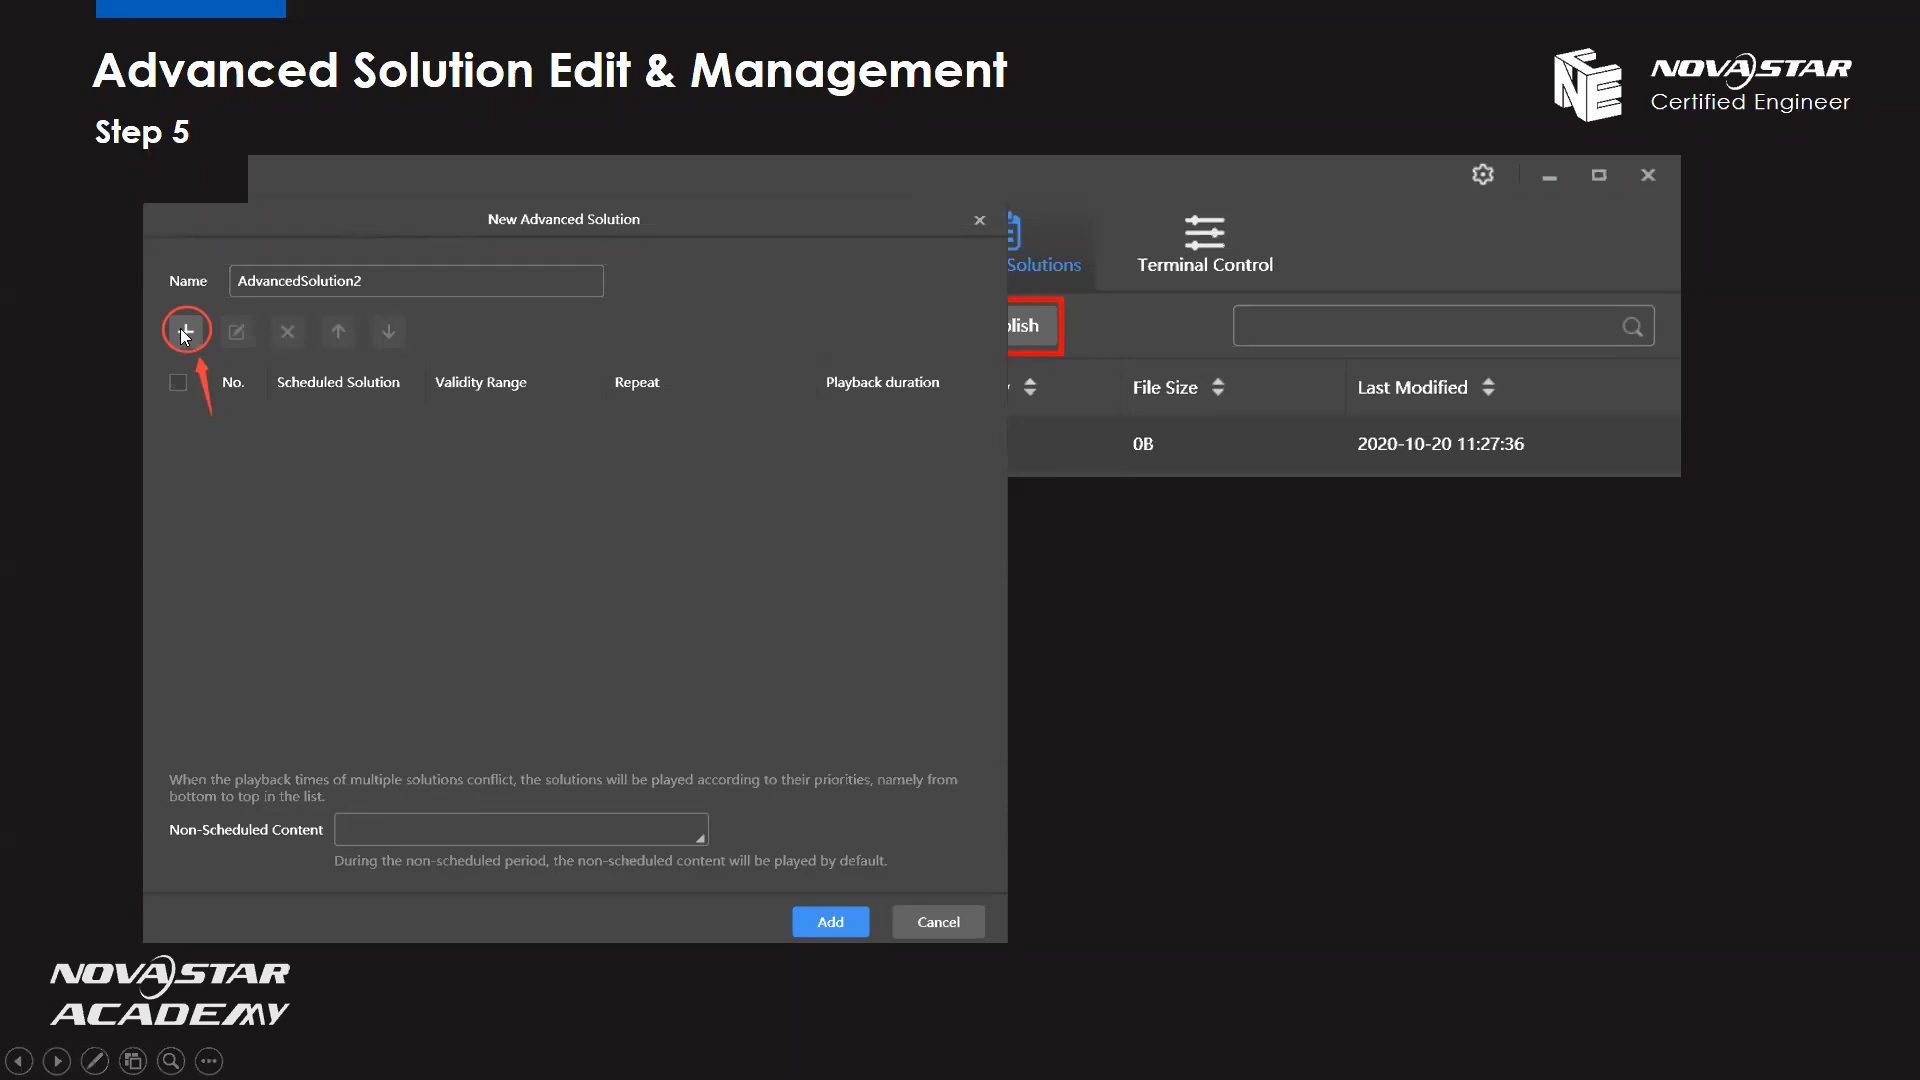 Advanced Solution Edit & Management
Step 5
NE
NOVASTAR
Certified Engineer
New Advanced Solution
Solutions
Terminal Control
Name AdvancedSolution2
blish
No. Scheduled Solution Validity Range Repeat Playback duration
File Size Last Modified
0B 2020-10-20 11:27:36
When the playback times of multiple solutions conflict, the solutions will be played according to their priorities, namely from
bottom to top in the list.
Non-Scheduled Content
During the non-scheduled period, the non-scheduled content will be played by default.
Add Cancel
NOVASTAR
ACADEMY